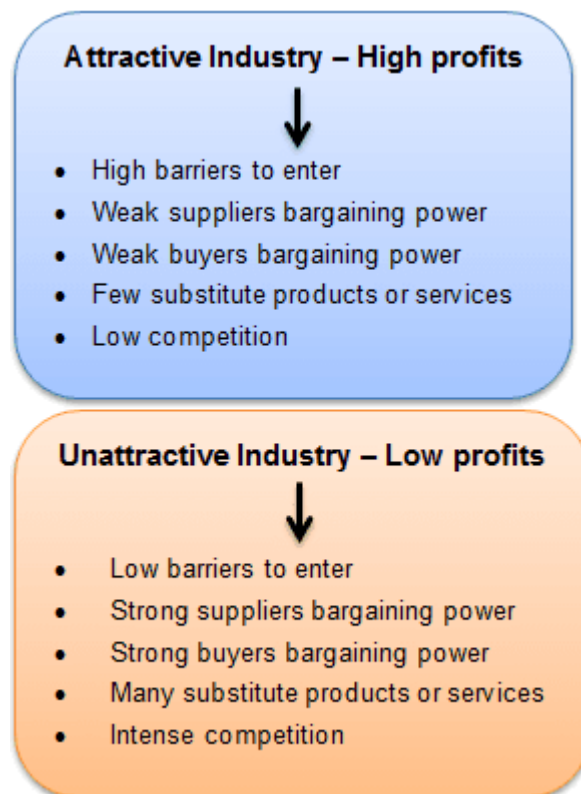 Attractive Industry – High profits
• High barriers to enter
• Weak suppliers bargaining power
• Weak buyers bargaining power
• Few substitute products or services
• Low competition
Unattractive Industry – Low profits
• Low barriers to enter
• Strong suppliers bargaining power
• Strong buyers bargaining power
• Many substitute products or services
• Intense competition